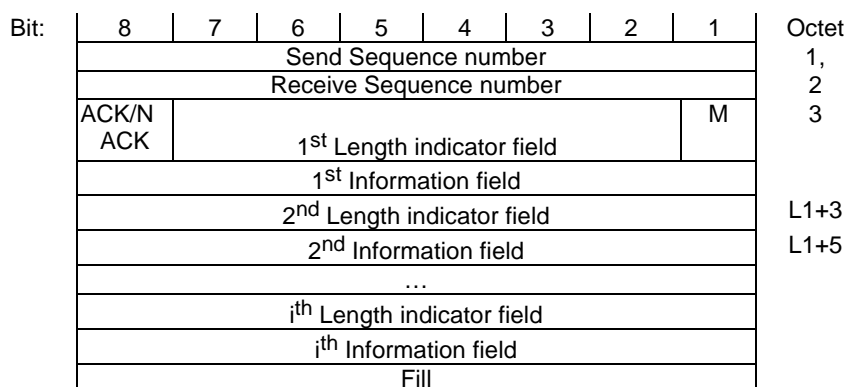 Bit: 8 7 6 5 4 3 2 1 Octet
Send Sequence number 1,
Receive Sequence number 2
ACK/N M 3
ACK 1st Length indicator field
1st Information field
2nd Length indicator field L1+3
2nd Information field L1+5
…
ith Length indicator field
ith Information field
Fill